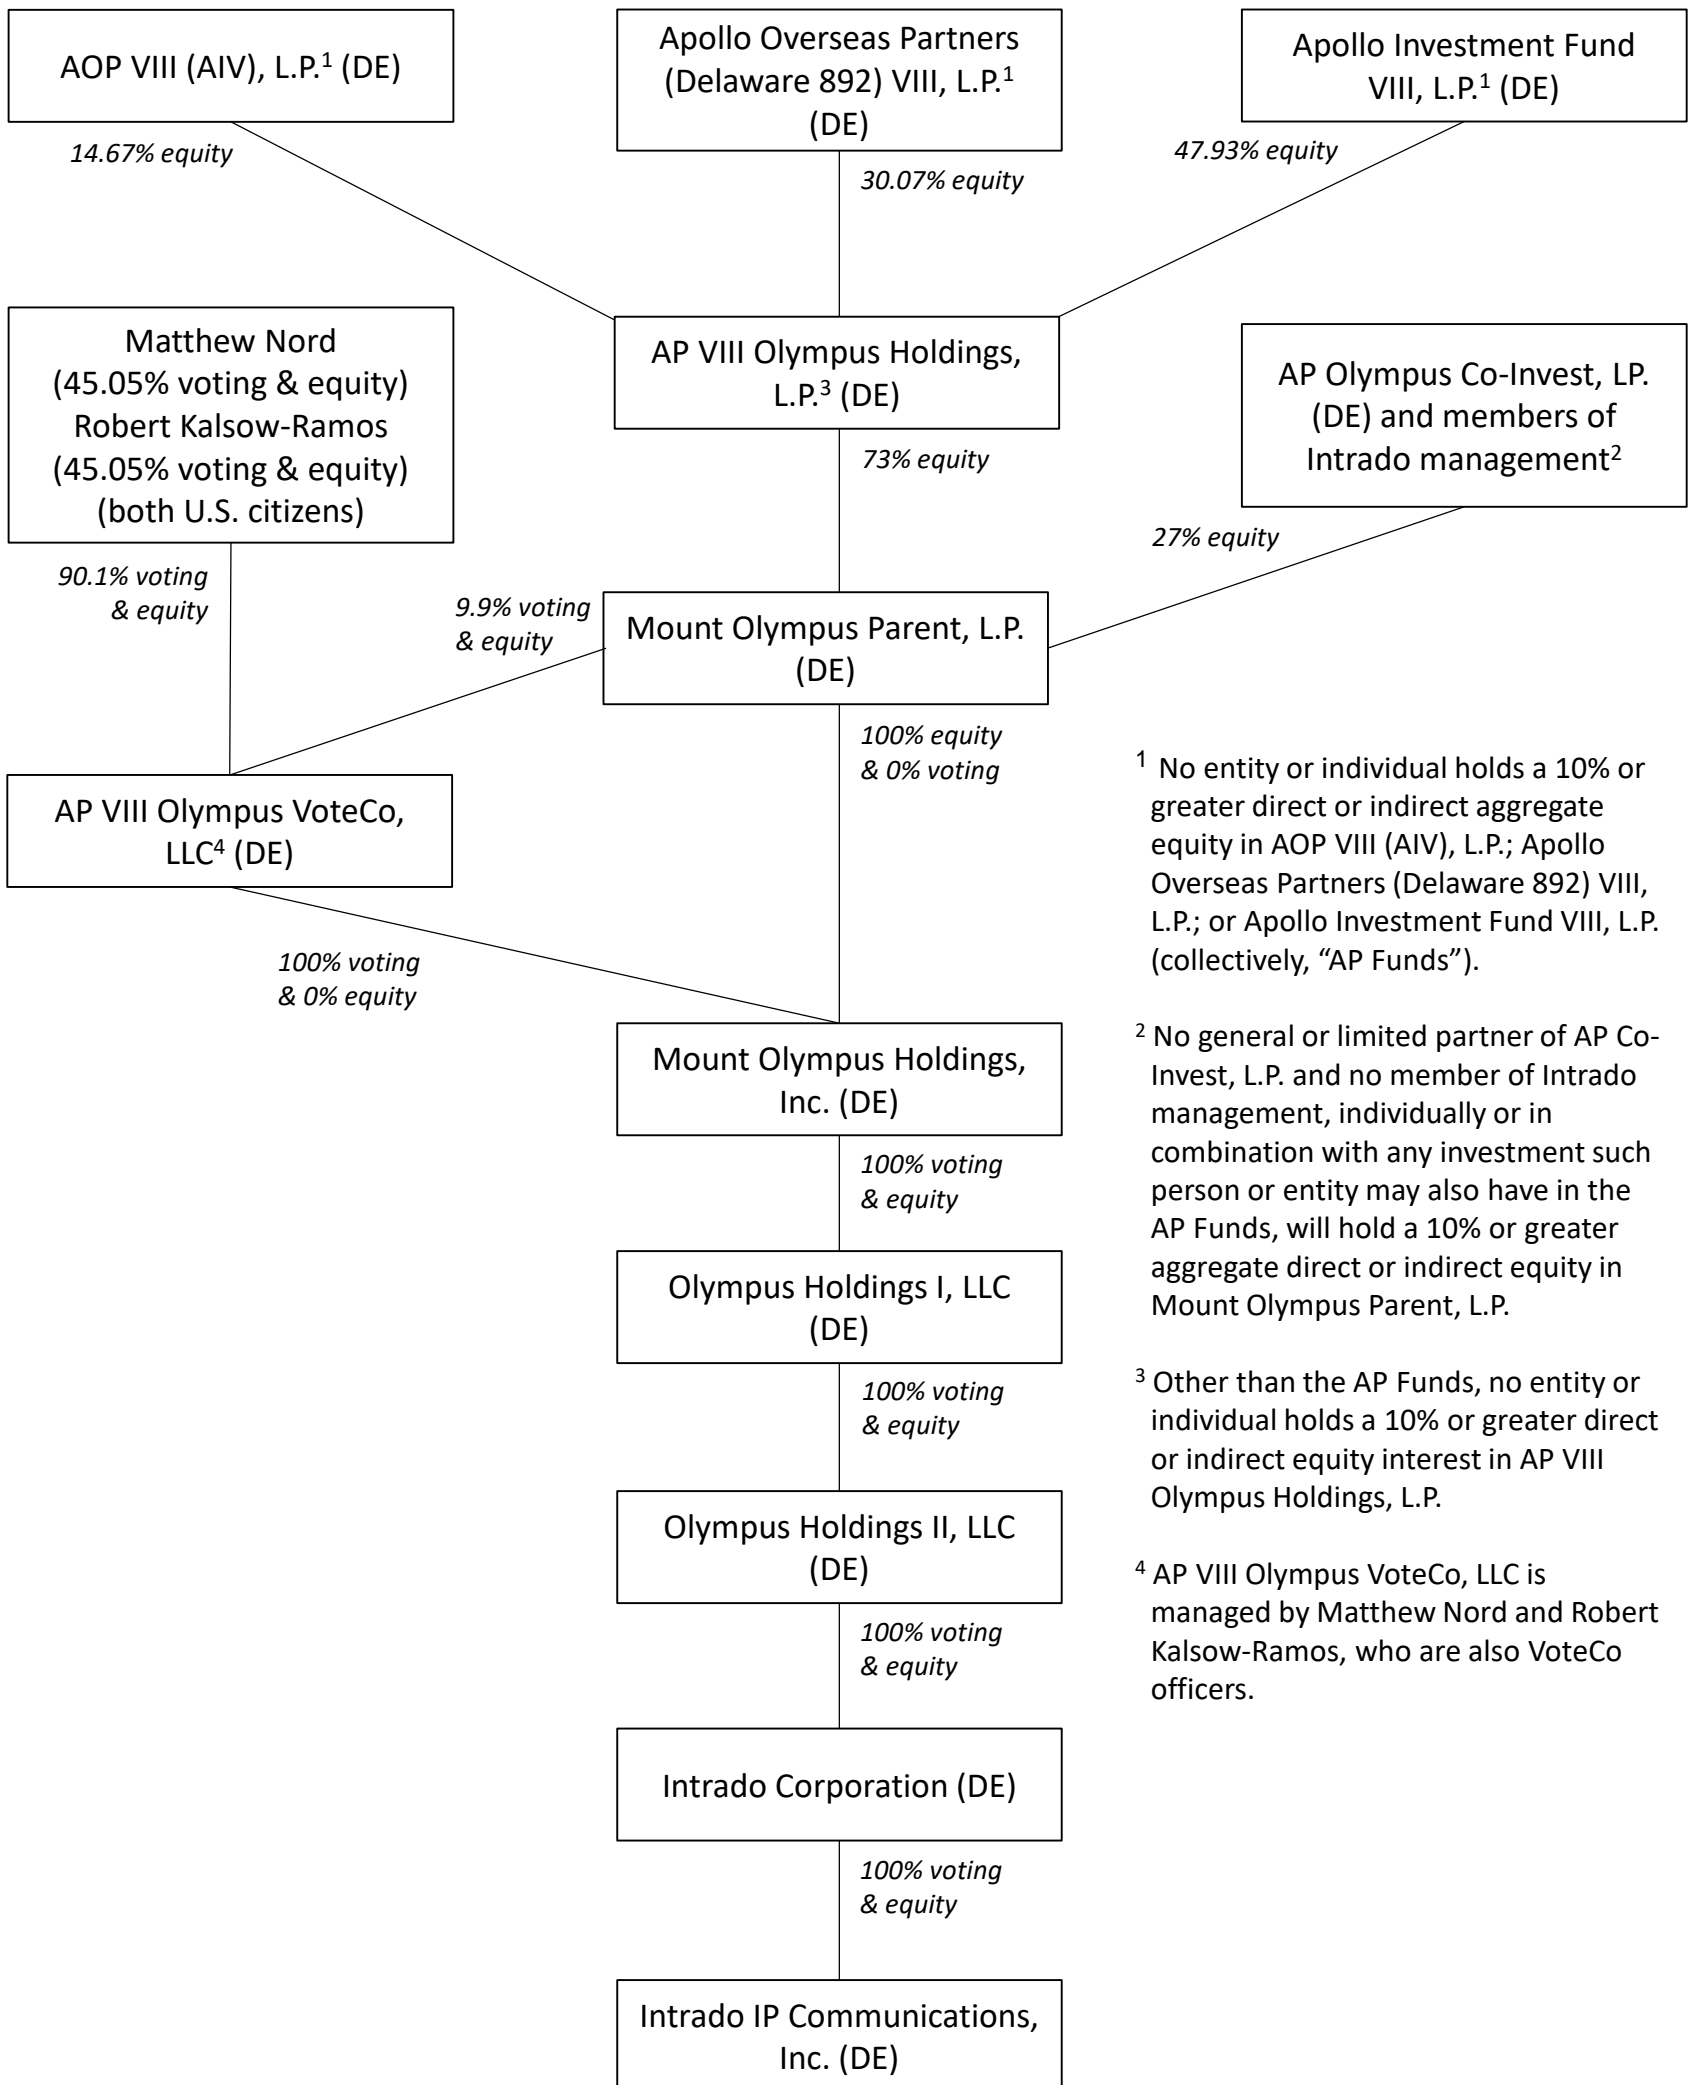 AOP VIII (AIV), L.P.¹ (DE)
Apollo Overseas Partners
(Delaware 892) VIII, L.P.¹
(DE)
Apollo Investment Fund
VIII, L.P.¹ (DE)
14.67% equity
30.07% equity
47.93% equity
Matthew Nord
(45.05% voting & equity)
Robert Kalsow-Ramos
(45.05% voting & equity)
(both U.S. citizens)
AP VIII Olympus Holdings,
L.P.³ (DE)
AP Olympus Co-Invest, LP.
(DE) and members of
Intrado management²
73% equity
27% equity
90.1% voting
& equity
9.9% voting
& equity
Mount Olympus Parent, L.P.
(DE)
100% equity
& 0% voting
AP VIII Olympus VoteCo,
LLC⁴ (DE)
100% voting
& 0% equity
Mount Olympus Holdings,
Inc. (DE)
100% voting
& equity
Olympus Holdings I, LLC
(DE)
100% voting
& equity
Olympus Holdings II, LLC
(DE)
100% voting
& equity
Intrado Corporation (DE)
100% voting
& equity
Intrado IP Communications,
Inc. (DE)
¹ No entity or individual holds a 10% or
greater direct or indirect aggregate
equity in AOP VIII (AIV), L.P.; Apollo
Overseas Partners (Delaware 892) VIII,
L.P.; or Apollo Investment Fund VIII, L.P.
(collectively, “AP Funds”).
² No general or limited partner of AP Co-
Invest, L.P. and no member of Intrado
management, individually or in
combination with any investment such
person or entity may also have in the
AP Funds, will hold a 10% or greater
aggregate direct or indirect equity in
Mount Olympus Parent, L.P.
³ Other than the AP Funds, no entity or
individual holds a 10% or greater direct
or indirect equity interest in AP VIII
Olympus Holdings, L.P.
⁴ AP VIII Olympus VoteCo, LLC is
managed by Matthew Nord and Robert
Kalsow-Ramos, who are also VoteCo
officers.